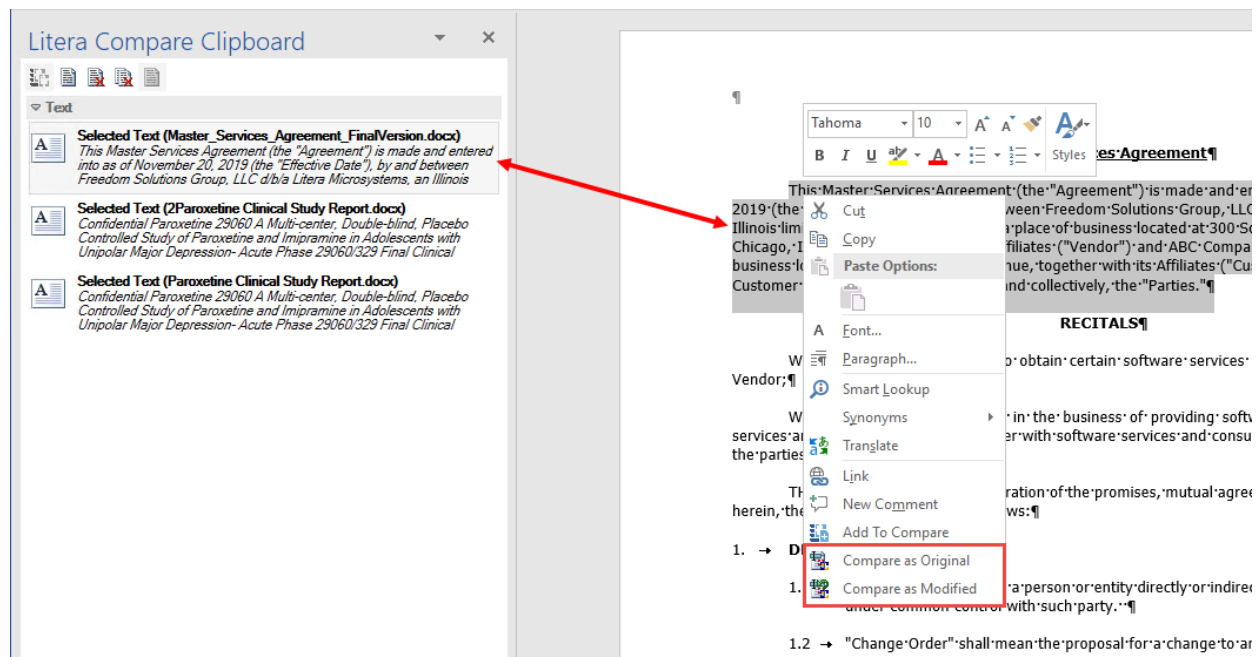 Litera Compare Clipboard
Text
Selected Text (Master_Services_Agreement_FinalVersion.docx)
This Master Services Agreement (the "Agreement") is made and entered
into as of November 20, 2019 (the "Effective Date"), by and between
Freedom Solutions Group, LLC d/b/a Litera Microsystems, an Illinois
Selected Text (2Paroxetine Clinical Study Report.docx)
Confidential Paroxetine 29060 A Multi-center, Double-blind, Placebo
Controlled Study of Paroxetine and Imipramine in Adolescents with
Unipolar Major Depression- Acute Phase 29060/329 Final Clinical
Selected Text (Paroxetine Clinical Study Report.docx)
Confidential Paroxetine 29060 A Multi-center, Double-blind, Placebo
Controlled Study of Paroxetine and Imipramine in Adolescents with
Unipolar Major Depression- Acute Phase 29060/329 Final Clinical
¶
Tahoma 10
B I U Styles
es·Agreement¶
This·Master·Services·Agreement·(the·"Agreement")·is·made·and·en
2019·(the ween·Freedom·Solutions·Group,·LLC
Illinois·lim a·place·of·business·located·at·300·So
Chicago,·I ffiliates·("Vendor")·and·ABC·Compa
business·lo nue,·together·with·its·Affiliates·("Cus
Customer· and·collectively,·the·"Parties."¶
Cut
Copy
Paste Options:
Font...
Paragraph...
Smart Lookup
Synonyms
Translate
Link
New Comment
Add To Compare
Compare as Original
Compare as Modified
RECITALS¶
W o·obtain·certain·software·services·
Vendor;¶
W ·in·the·business·of·providing·softw
services·an er·with·software·services·and·consu
the·parties
TH ration·of·the·promises,·mutual·agree
herein,·the ws:¶
1. → D
1. ·a·person·or·entity·directly·or·indirec
under·common·control·with·such·party.··¶
1.2 → "Change·Order"·shall·mean·the·proposal·for·a·change·to·an